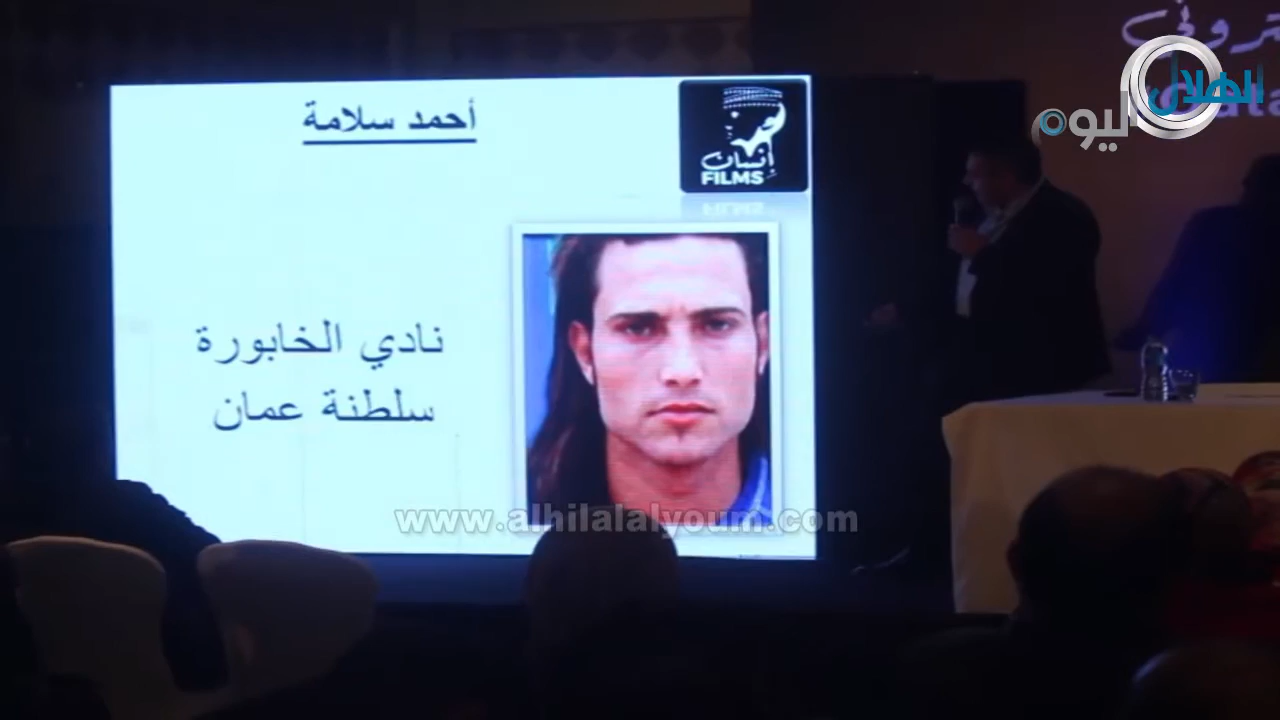 أحمد سلامة
إنسان
FILMS
نادي الخابورة
سلطنة عمان
www.alhilalalyoum.com
الهلال
اليوم